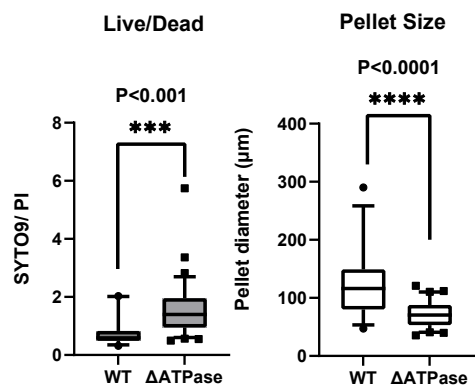 Live/Dead
P<0.001
***
8
6
4
2
0
SYTO9/ PI
WT
ΔATPase
Pellet Size
P<0.0001
****
400
300
200
100
0
Pellet diameter (µm)
WT
ΔATPase